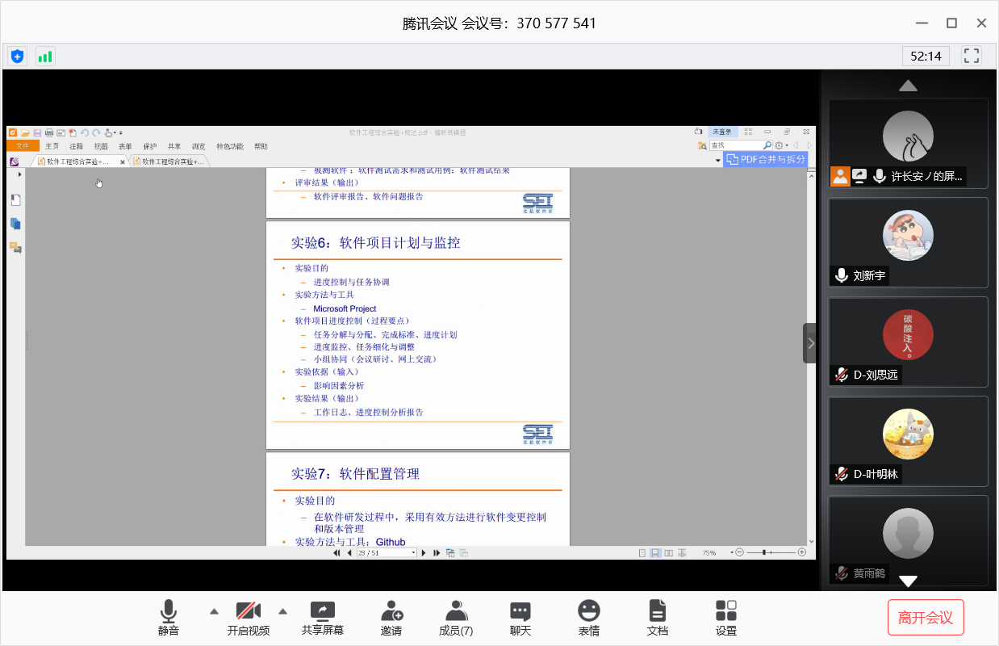 腾讯会议 会议号：370 577 541
52:14
软件工程综合实验+概述.pdf - 福昕阅读器
未登录
文件 主页 注释 视图 表单 保护 共享 浏览 特色功能 帮助
查找
软件工程综合实验+...
软件工程综合实验+...
PDF合并与拆分
– 被测软件；软件测试需求和测试用例；软件测试结果
• 评审结果（输出）
– 软件评审报告、软件问题报告
SEI
北航软件所
实验6：软件项目计划与监控
• 实验目的
– 进度控制与任务协调
• 实验方法与工具
– Microsoft Project
• 软件项目进度控制（过程要点）
– 任务分解与分配、完成标准、进度计划
– 进度监控、任务细化与调整
– 小组协同（会议研讨、网上交流）
• 实验依据（输入）
– 影响因素分析
• 实验结果（输出）
– 工作日志、进度控制分析报告
SEI
北航软件所
实验7：软件配置管理
• 实验目的
– 在软件研发过程中，采用有效方法进行软件变更控制
和版本管理
• 实验方法与工具：Github
23 / 51
75%
许长安ノ的屏...
刘新宇
碳酸注入。
D-刘思远
D-叶明林
黄雨鹤
静音
开启视频
共享屏幕
邀请
成员(7)
聊天
表情
文档
设置
离开会议